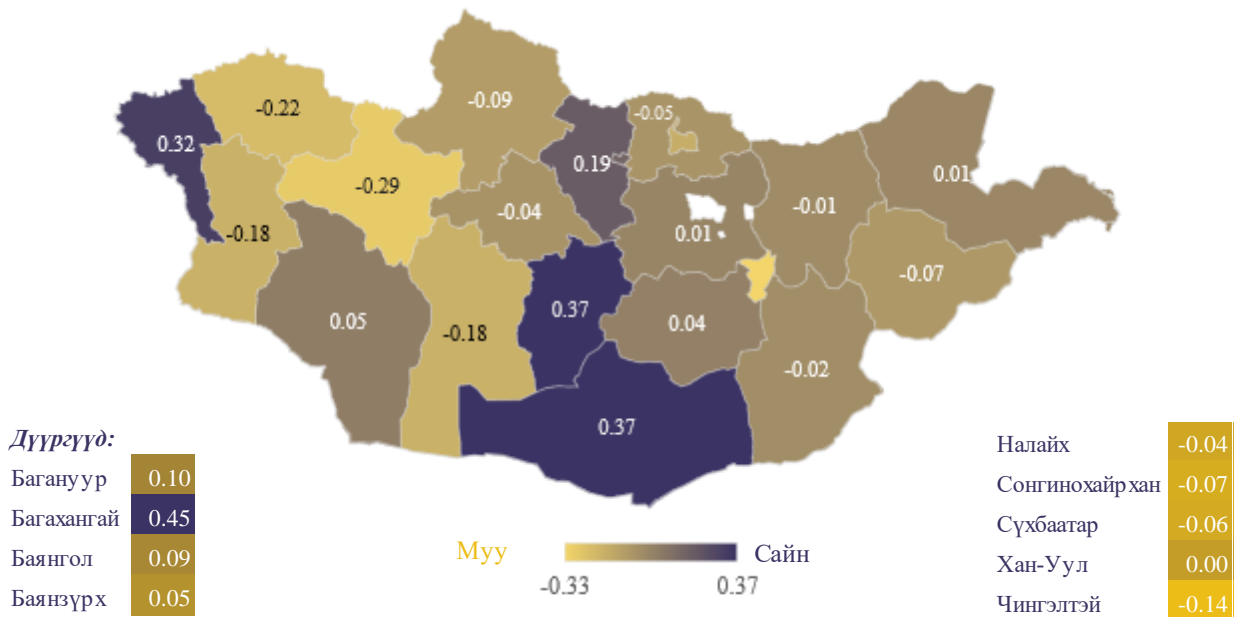 -0.22
-0.09
-0.05
0.32
0.19
0.01
-0.29
-0.04
-0.01
-0.18
0.01
-0.07
0.37
0.05
0.04
-0.18
-0.02
0.37
Дүүргүүд:
Багануур 0.10
Багахангай 0.45
Баянгол 0.09
Баянзүрх 0.05
Муу
Сайн
-0.33
0.37
Налайх -0.04
Сонгинохайрхан -0.07
Сүхбаатар -0.06
Хан-Уул 0.00
Чингэлтэй -0.14